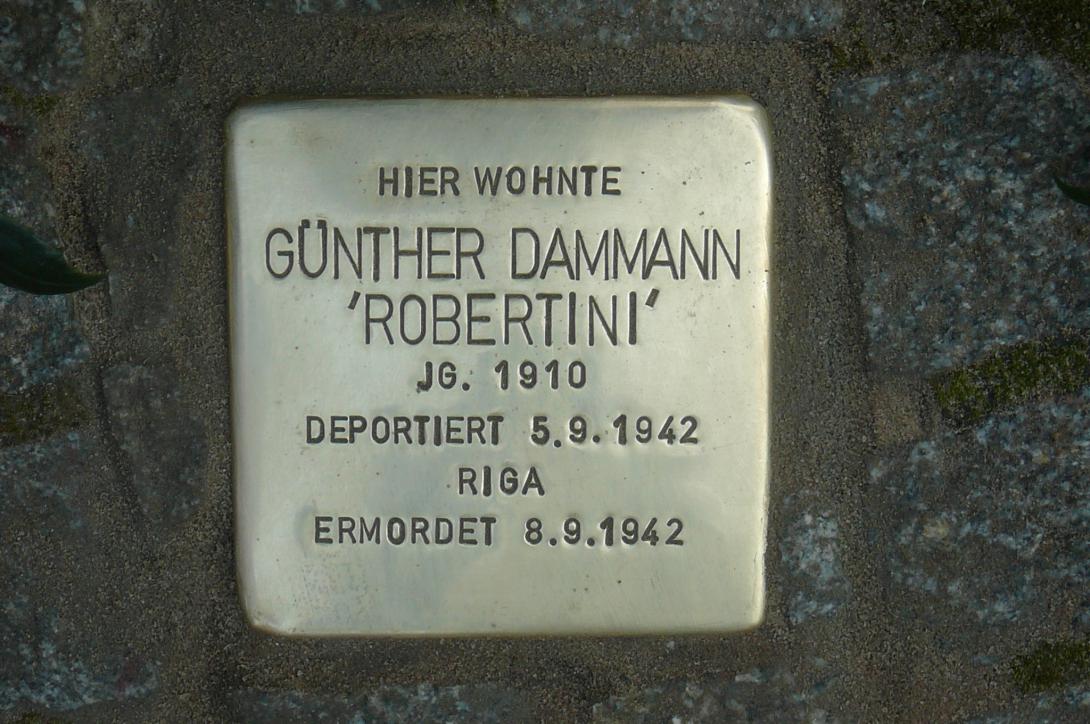 HIER WOHNTE
GÜNTHER DAMMANN
'ROBERTINI'
JG. 1910
DEPORTIERT 5.9.1942
RIGA
ERMORDET 8.9.1942